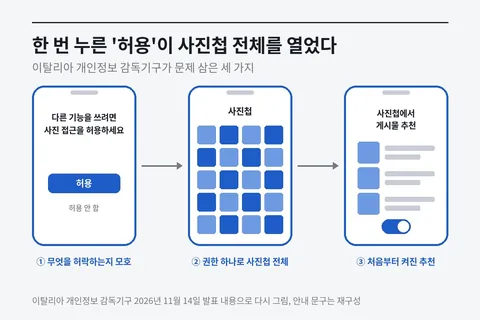 한 번 누른 '허용'이 사진첩 전체를 열었다
이탈리아 개인정보 감독기구가 문제 삼은 세 가지
다른 기능을 쓰려면
사진 접근을 허용하세요
허용
허용 안 함
① 무엇을 허락하는지 모호
사진첩
② 권한 하나로 사진첩 전체
사진첩에서
게시물 추천
③ 처음부터 켜진 추천
이탈리아 개인정보 감독기구 2026년 11월 14일 발표 내용으로 다시 그림, 안내 문구는 재구성